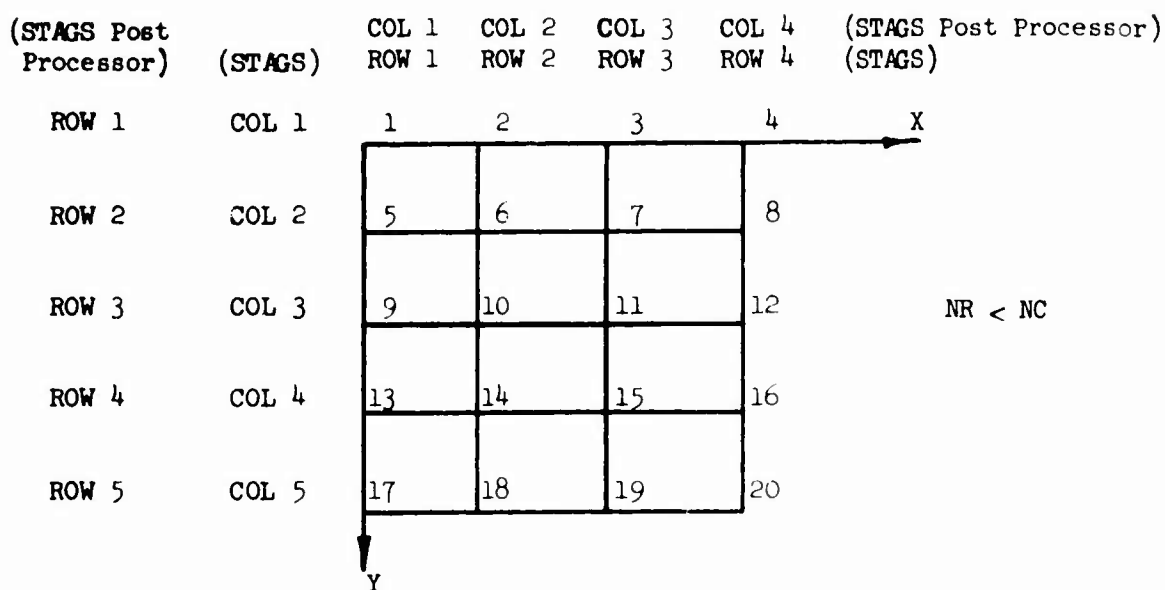 (STAGS Post COL 1 COL 2 COL 3 COL 4 (STAGS Post Processor)
Processor) (STAGS) ROW 1 ROW 2 ROW 3 ROW 4 (STAGS)
ROW 1 COL 1 1 2 3 4 X
ROW 2 COL 2 5 6 7 8
ROW 3 COL 3 9 10 11 12 NR < NC
ROW 4 COL 4 13 14 15 16
ROW 5 COL 5 17 18 19 20
Y